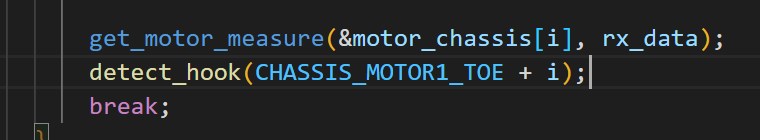 get_motor_measure(&motor_chassis[i], rx_data);
detect_hook(CHASSIS_MOTOR1_TOE + i);
break;
}